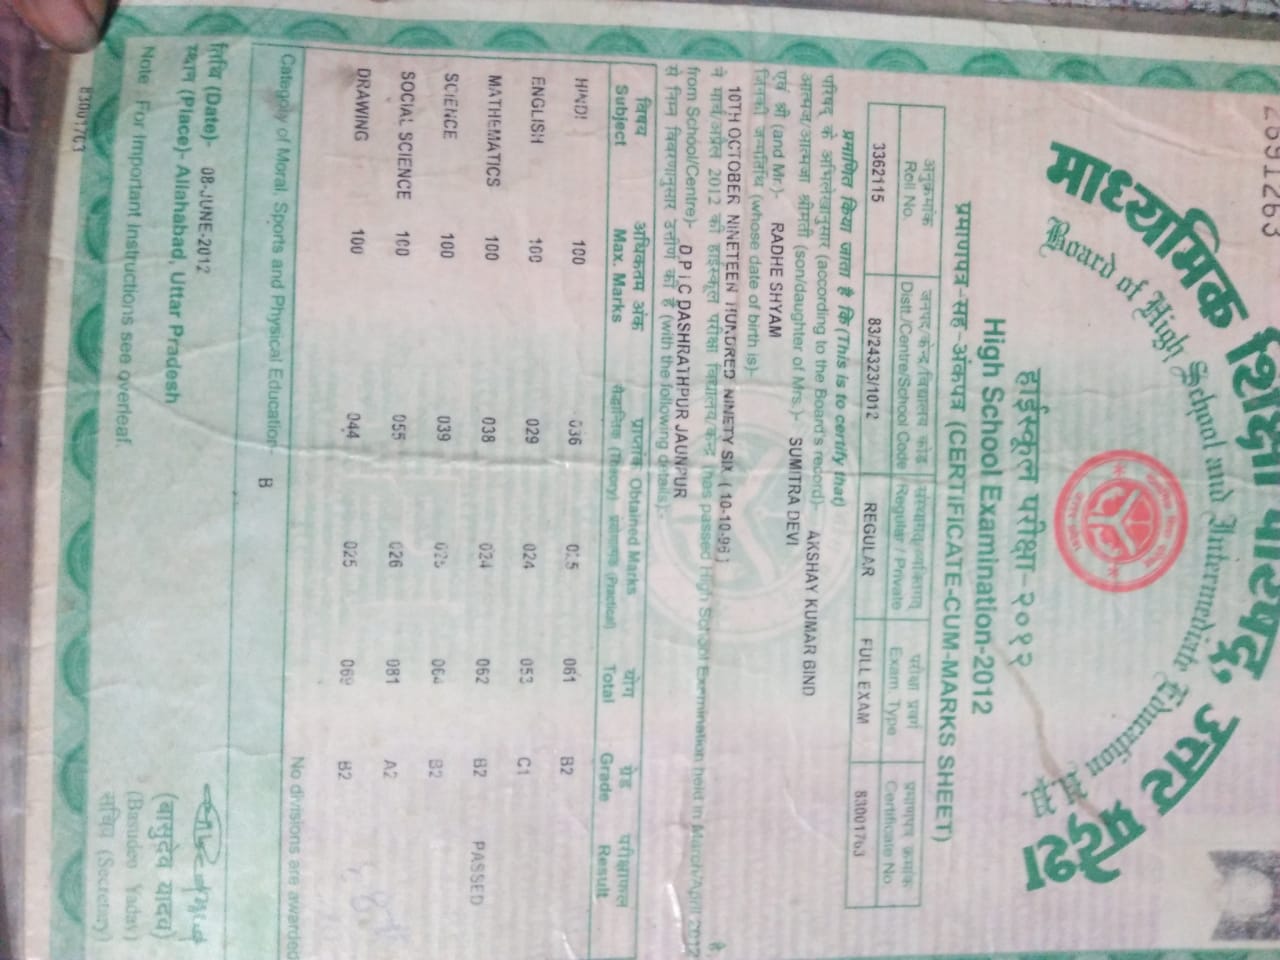 2691263
माध्यमिक शिक्षा परिषद्, उत्तर प्रदेश
Board of High School and Intermediate Education U.P.
हाईस्कूल परीक्षा-२०१२
High School Examination-2012
प्रमाणपत्र-सह-अंकपत्र (CERTIFICATE-CUM-MARKS SHEET)
अनुक्रमांक जनपद/केन्द्र/विद्यालय कोड संस्थागत/व्यक्तिगत परीक्षा प्रवर्ग प्रमाणपत्र क्रमांक
Roll No. Distt./Centre/School Code Regular / Private Exam. Type Certificate No.
3362115 83/24323/1012 REGULAR FULL EXAM 83001763
प्रमाणित किया जाता है कि (This is to certify that)
परिषद् के अभिलेखानुसार (according to the Board's record)- AKSHAY KUMAR BIND
आत्मज/आत्मजा श्रीमती (son/daughter of Mrs.)- SUMITRA DEVI
एवं श्री (and Mr.)- RADHE SHYAM
जिनकी जन्मतिथि (whose date of birth is)-
10TH OCTOBER NINETEEN HUNDRED NINETY SIX ( 10-10-96 ) है,
ने मार्च/अप्रैल 2012 की हाईस्कूल परीक्षा विद्यालय/केन्द्र (has passed High School Examination held in March/April 2012
from School/Centre)- D P I C DASHRATHPUR JAUNPUR
से निम्न विवरणानुसार उत्तीर्ण की है (with the following details):-
विषय अधिकतम अंक प्राप्तांक Obtained Marks योग ग्रेड परीक्षाफल
Subject Max. Marks सैद्धान्तिक (Theory) प्रयोगात्मक (Practical) Total Grade Result
HINDI 100 036 025 061 B2
ENGLISH 100 029 024 053 C1
MATHEMATICS 100 038 024 062 B2 PASSED
SCIENCE 100 039 025 064 B2
SOCIAL SCIENCE 100 055 026 081 A2
DRAWING 100 044 025 069 B2
No divisions are awarded
Category of Moral, Sports and Physical Education- B
तिथि (Date)- 08-JUNE-2012
स्थान (Place)- Allahabad, Uttar Pradesh
(बासुदेव यादव)
(Basudeo Yadav)
सचिव (Secretary)
Note : For Important Instructions see overleaf.
83001763